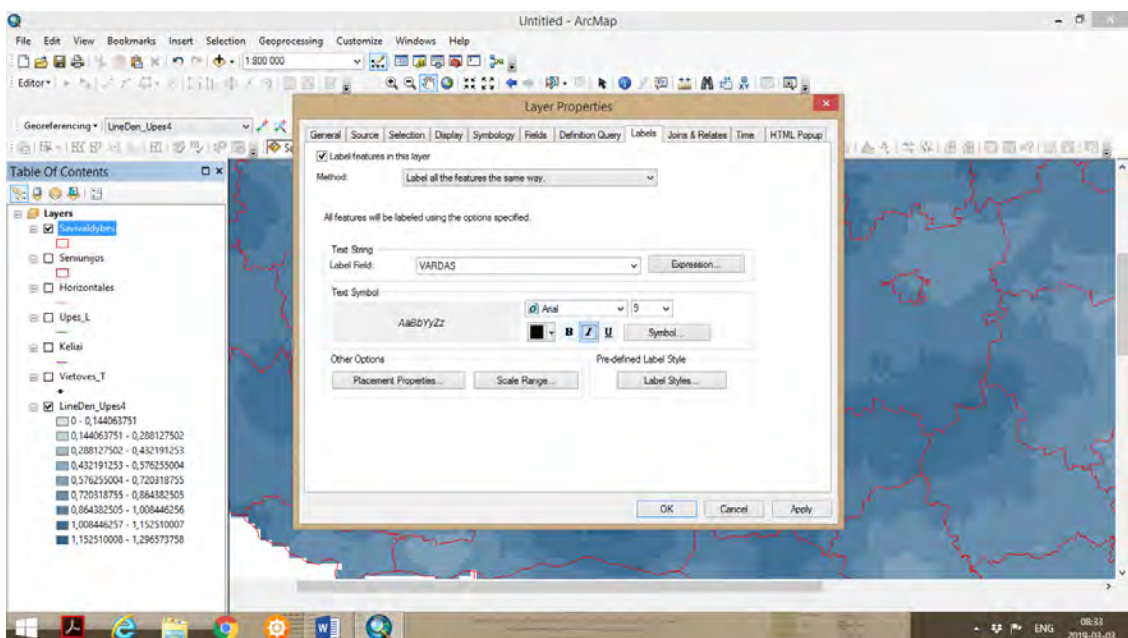 Untitled - ArcMap
File Edit View Bookmarks Insert Selection Geoprocessing Customize Windows Help
1:800 000
Editor
Layer Properties
Georeferencing LineDen_Upes4
General Source Selection Display Symbology Fields Definition Query Labels Joins & Relates Time HTML Popup
Table Of Contents
Label features in this layer
Method: Label all the features the same way.
Layers
Savivaldybes
Seniunijos
Horizontales
Upes_L
Keliai
Vietoves_T
LineDen_Upes4
0 - 0,144063751
0,144063751 - 0,288127502
0,288127502 - 0,432191253
0,432191253 - 0,576255004
0,576255004 - 0,720318755
0,720318755 - 0,864382505
0,864382505 - 1,008446256
1,008446257 - 1,152510007
1,152510008 - 1,296573758
All features will be labeled using the options specified.
Text String
Label Field: VARDAS Expression...
Text Symbol
AaBbYyZz
Arial 9
B I U Symbol...
Other Options
Placement Properties... Scale Range...
Pre-defined Label Style
Label Styles...
OK Cancel Apply
ENG
08:33
2019-03-03